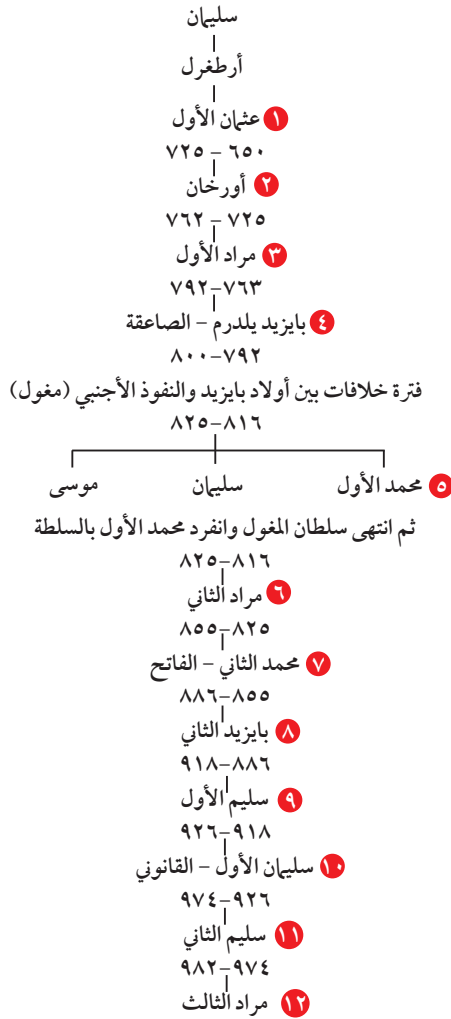 سليمان
أرطغرل
١ عثمان الأول
٦٥٠ – ٧٢٥
٢ أورخان
٧٢٥ – ٧٦٢
٣ مراد الأول
٧٦٣–٧٩٢
٤ بايزيد يلدرم – الصاعقة
٧٩٢–٨٠٠
فترة خلافات بين أولاد بايزيد والنفوذ الأجنبي (مغول)
٨١٦–٨٢٥
٥ محمد الأول سليمان موسى
ثم انتهى سلطان المغول وانفرد محمد الأول بالسلطة
٨١٦–٨٢٥
٦ مراد الثاني
٨٢٥–٨٥٥
٧ محمد الثاني – الفاتح
٨٥٥–٨٨٦
٨ بايزيد الثاني
٨٨٦–٩١٨
٩ سليم الأول
٩١٨–٩٢٦
١٠ سليمان الأول – القانوني
٩٢٦–٩٧٤
١١ سليم الثاني
٩٧٤–٩٨٢
١٢ مراد الثالث